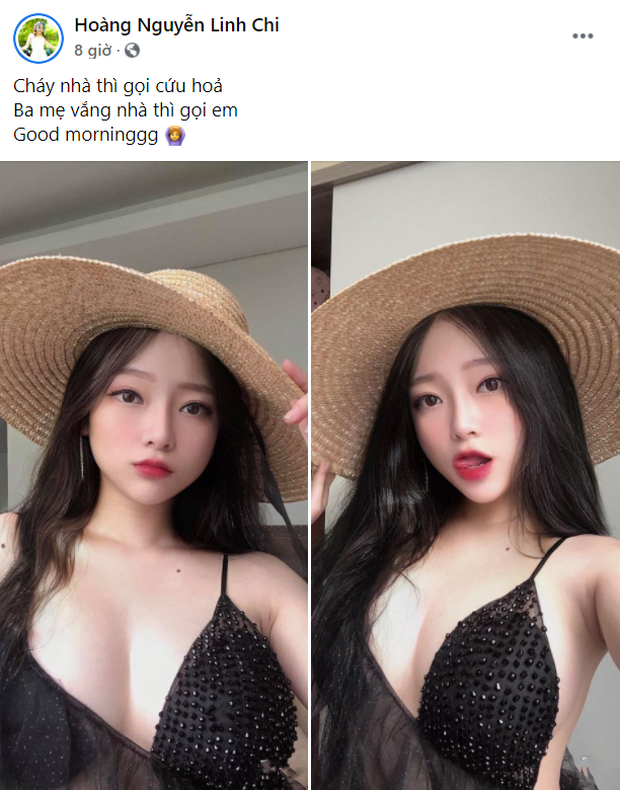 Hoàng Nguyễn Linh Chi
8 giờ ·
Cháy nhà thì gọi cứu hoả
Ba mẹ vắng nhà thì gọi em
Good morninggg 🙆‍♀️